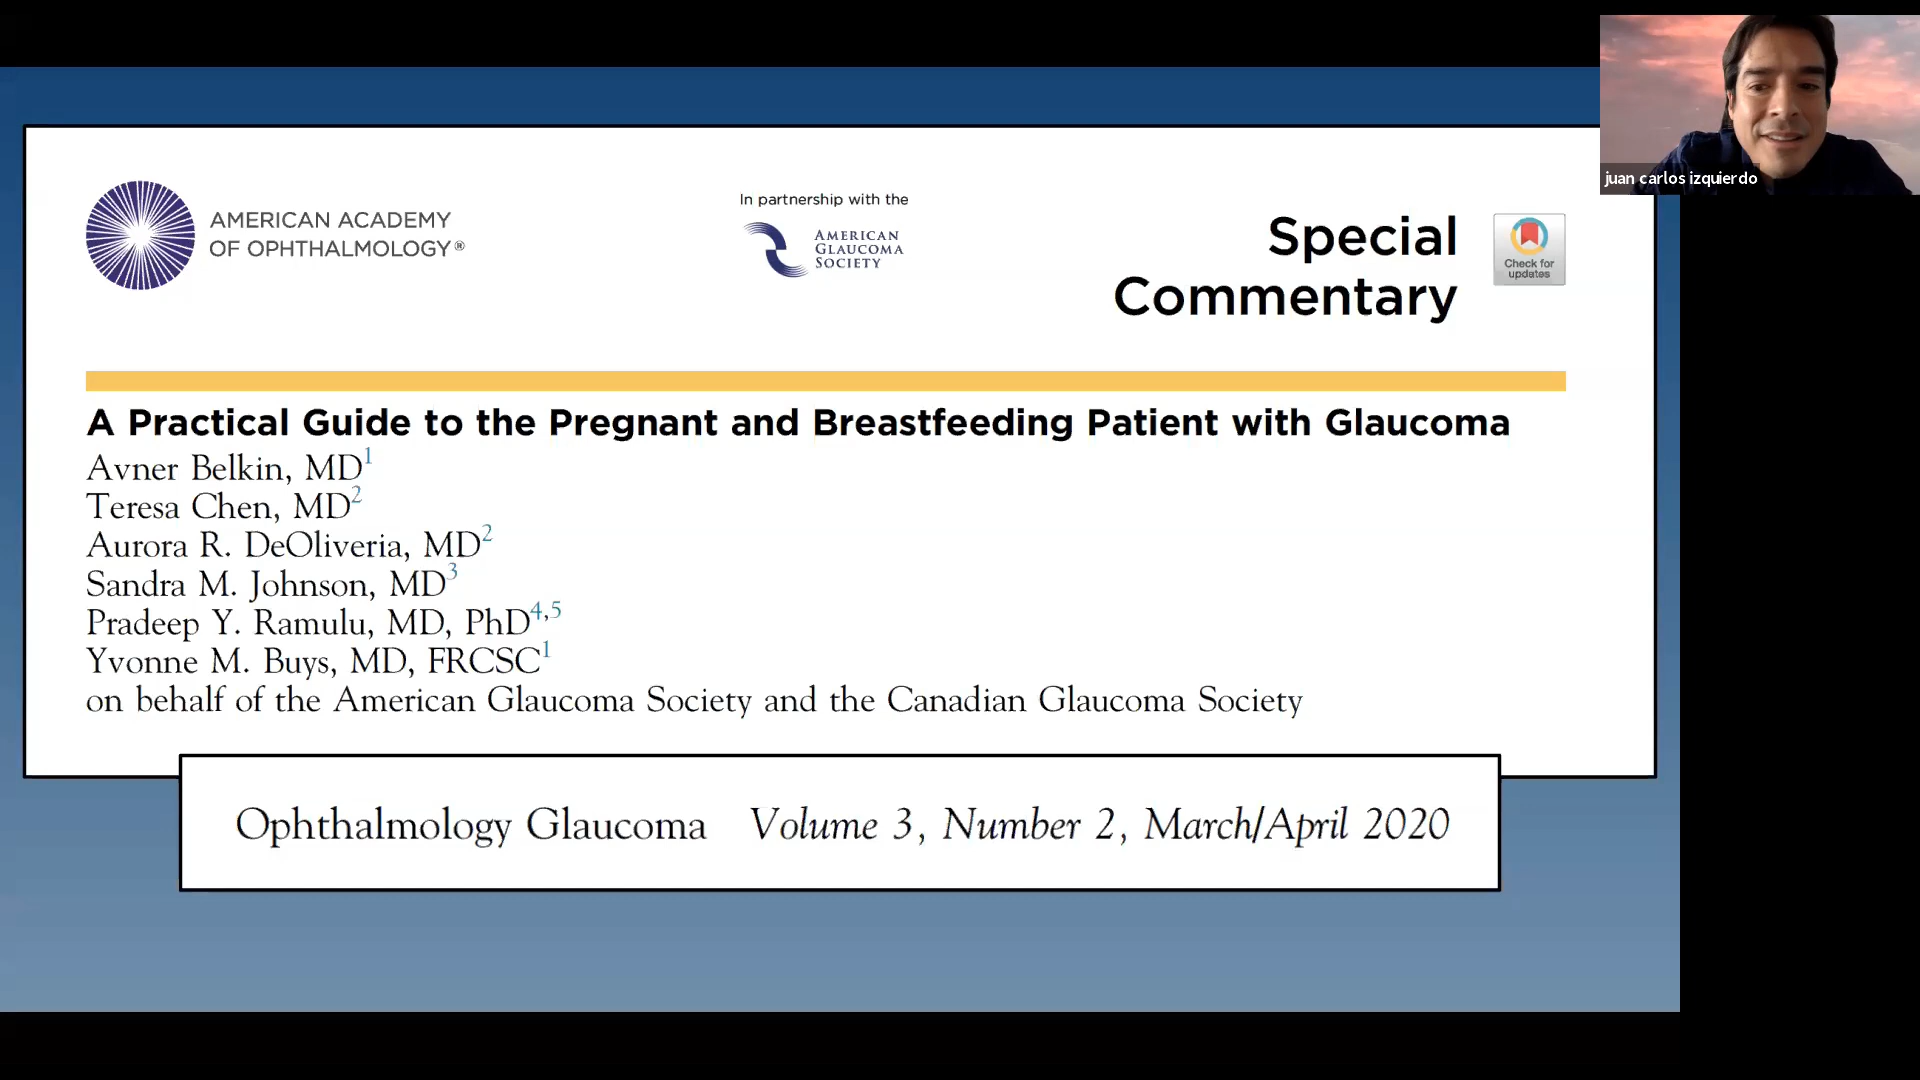 AMERICAN ACADEMY
OF OPHTHALMOLOGY®
In partnership with the
AMERICAN
GLAUCOMA
SOCIETY
Special
Commentary
Check for
updates
juan carlos izquierdo
A Practical Guide to the Pregnant and Breastfeeding Patient with Glaucoma
Avner Belkin, MD1
Teresa Chen, MD2
Aurora R. DeOliveria, MD2
Sandra M. Johnson, MD3
Pradeep Y. Ramulu, MD, PhD4,5
Yvonne M. Buys, MD, FRCSC1
on behalf of the American Glaucoma Society and the Canadian Glaucoma Society
Ophthalmology Glaucoma Volume 3, Number 2, March/April 2020